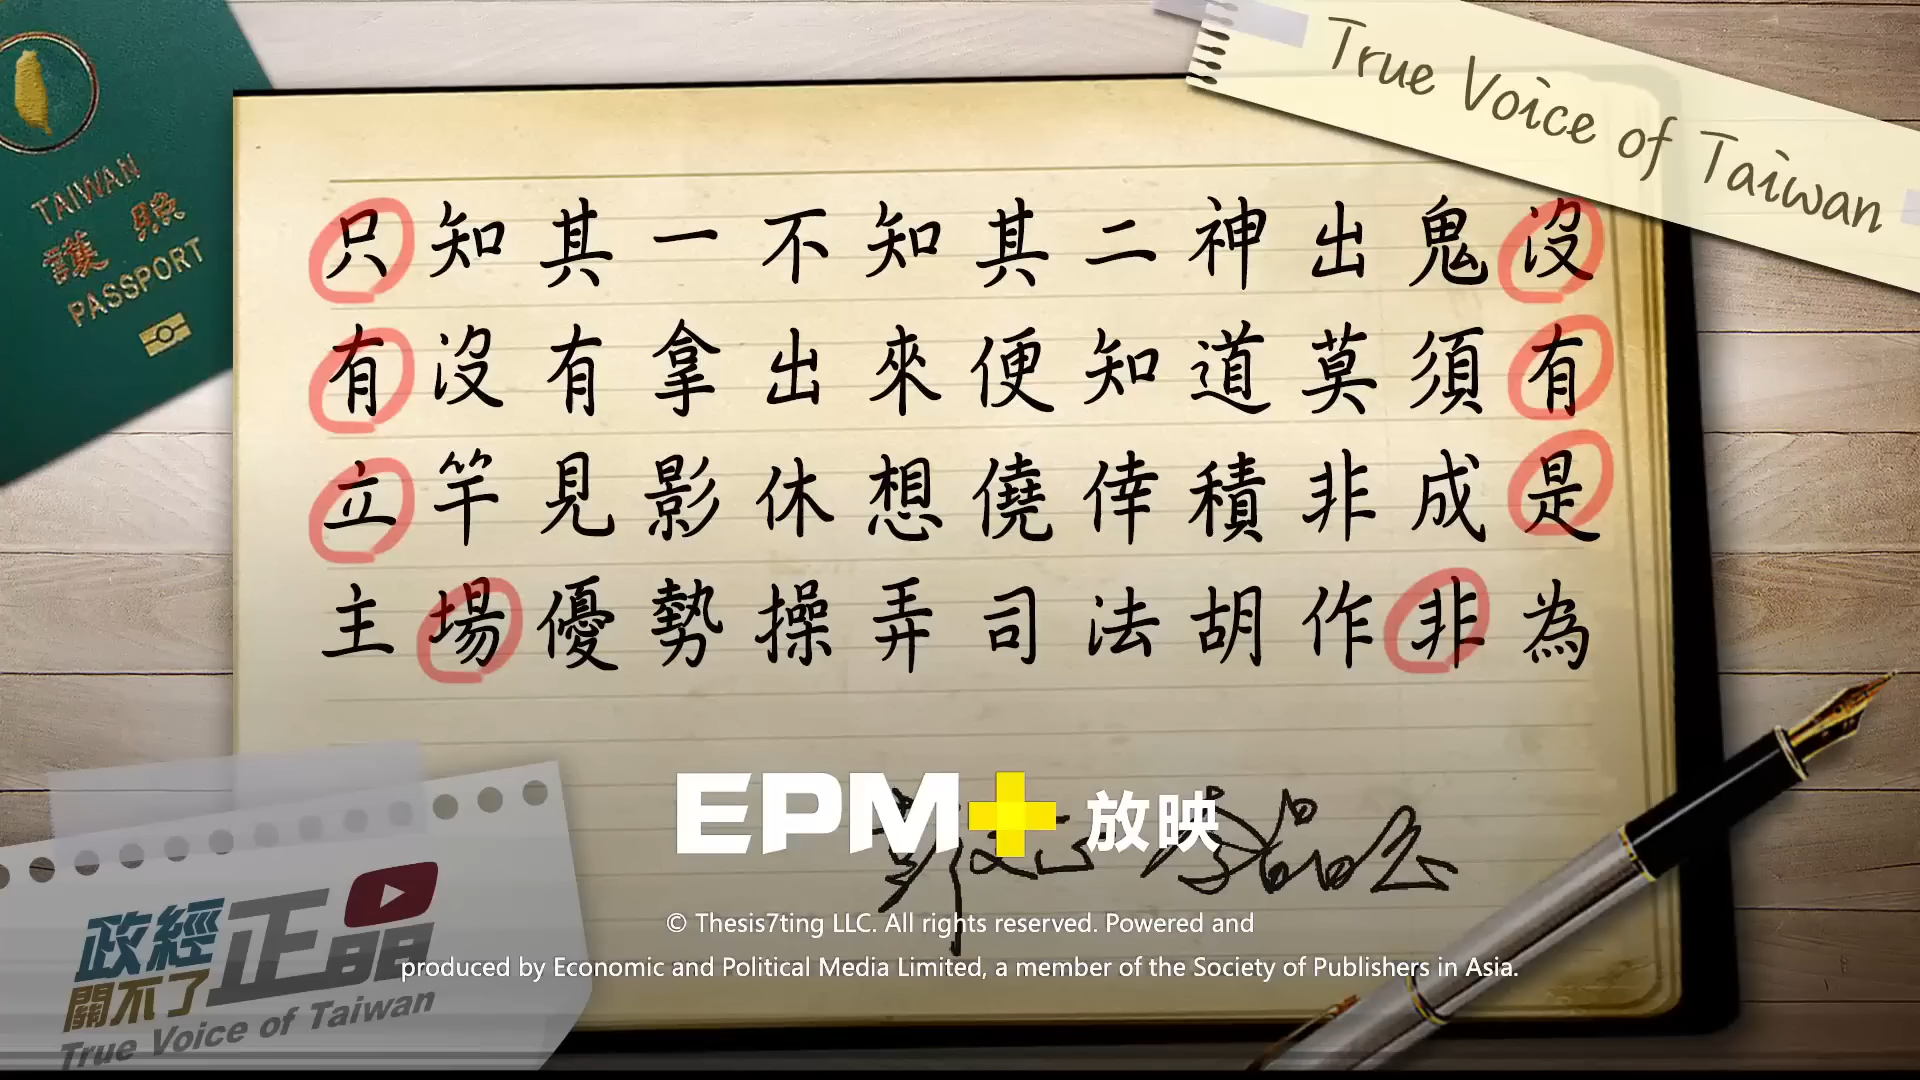 True Voice of Taiwan
TAIWAN
護照
PASSPORT
只知其一不知其二神出鬼沒
有沒有拿出來便知道莫須有
立竿見影休想僥倖積非成是
主場優勢操弄司法胡作非為
EPM+ 放映
© Thesis7ting LLC. All rights reserved. Powered and
produced by Economic and Political Media Limited, a member of the Society of Publishers in Asia.
政經
關不了
正晶
True Voice of Taiwan